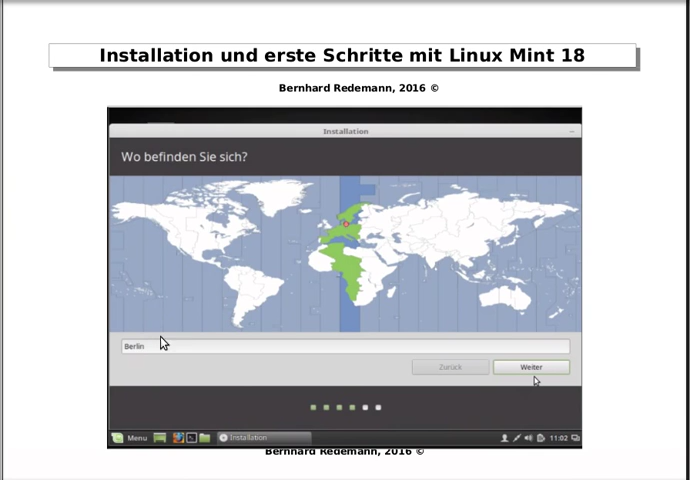 Installation und erste Schritte mit Linux Mint 18
Bernhard Redemann, 2016 ©
Installation
Wo befinden Sie sich?
Berlin
Zurück
Weiter
Menu
Installation
11:02
Bernhard Redemann, 2016 ©